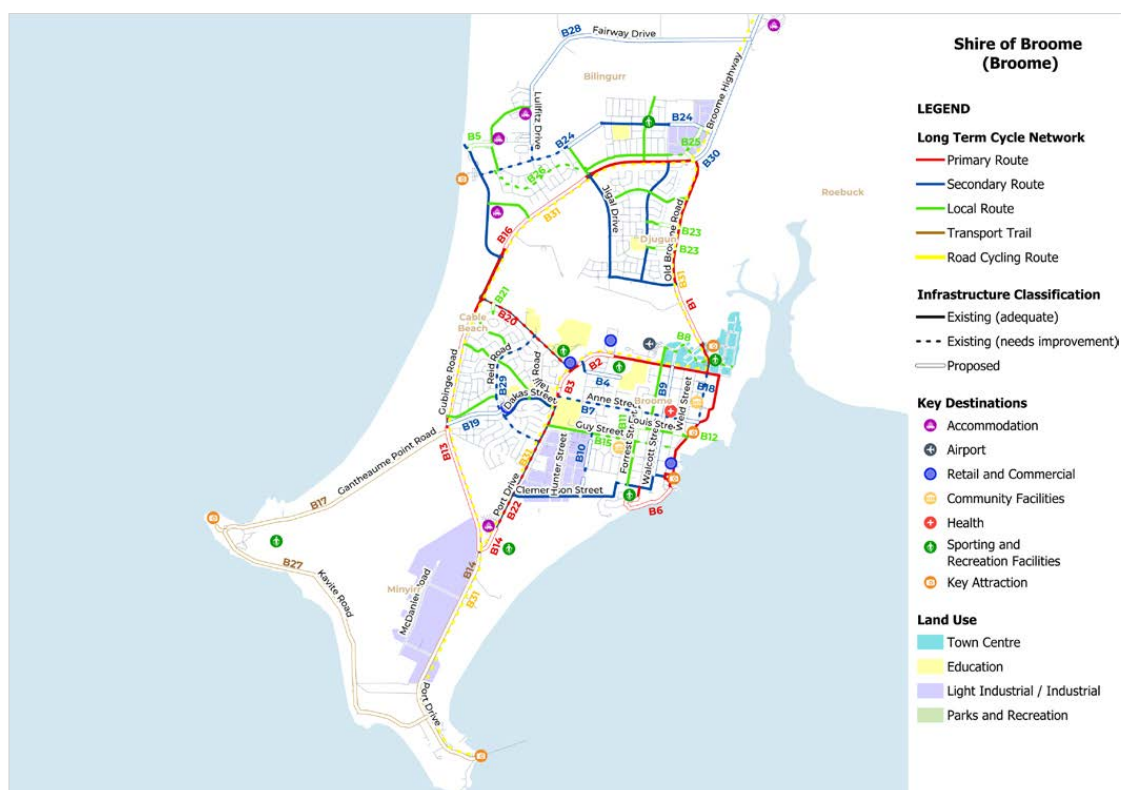 Shire of Broome
(Broome)
LEGEND
Long Term Cycle Network
Primary Route
Secondary Route
Local Route
Transport Trail
Road Cycling Route
Infrastructure Classification
Existing (adequate)
Existing (needs improvement)
Proposed
Key Destinations
Accommodation
Airport
Retail and Commercial
Community Facilities
Health
Sporting and
Recreation Facilities
Key Attraction
Land Use
Town Centre
Education
Light Industrial / Industrial
Parks and Recreation
B28
Fairway Drive
Bilingurr
Broome Highway
Lullfitz Drive
B24
B5
B24
B25
B30
B26
Roebuck
Jigal Drive
B31
B16
B23
Djugun
B23
Old Broome Road
B31
B1
B21
B20
Cable
Beach
B8
Reid Road
Road
B2
B3
B4
B9
B18
Gubinge Road
B29
Dakas Street
Anne Street
Broome
Weld Street
B7
B19
Guy Street
B11
Louis Street
B12
B15
B10
Gantheaume Point Road
B13
B31
Hunter Street
Forrest Street
Walcott Street
Port Drive
Clementson Street
B22
B6
B17
B14
B14
B27
Kavite Road
Minyirr
McDaniel Road
B31
Port Drive